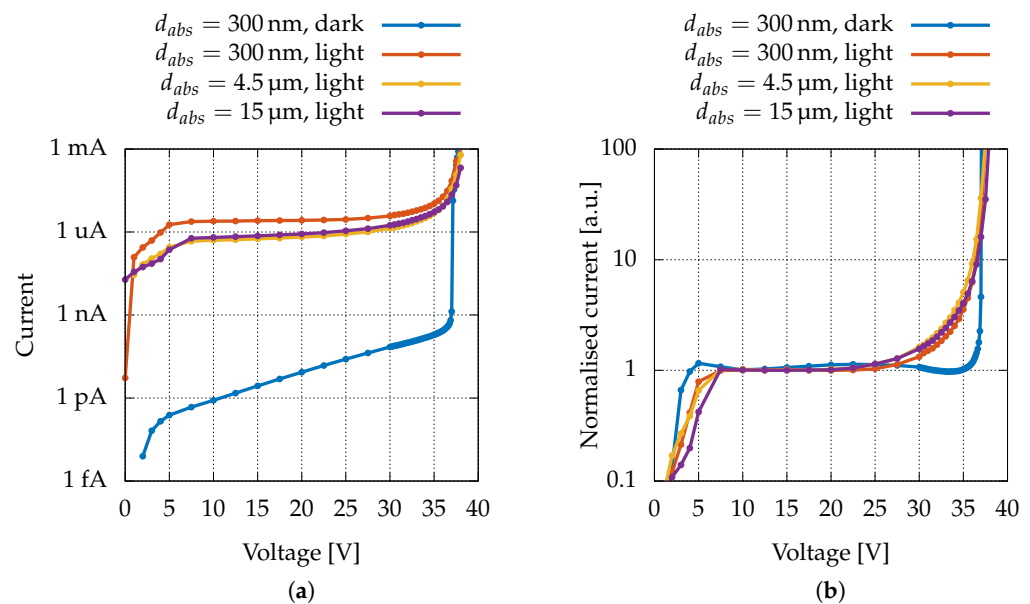 d_abs = 300 nm, dark
d_abs = 300 nm, light
d_abs = 4.5 µm, light
d_abs = 15 µm, light
1 mA
1 uA
1 nA
1 pA
1 fA
Current
0 5 10 15 20 25 30 35 40
Voltage [V]
(a)
d_abs = 300 nm, dark
d_abs = 300 nm, light
d_abs = 4.5 µm, light
d_abs = 15 µm, light
100
10
1
0.1
Normalised current [a.u.]
0 5 10 15 20 25 30 35 40
Voltage [V]
(b)